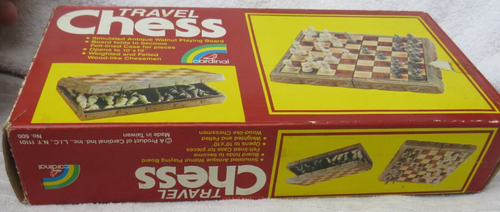 TRAVEL
Chess
• Simulated Antique Walnut Playing Board
• Board folds to become
Felt-lined Case for pieces
• Opens to 10"x10"
• Weighted and Felted
Wood-like Chessmen
cardinal
TRAVEL
Chess
• Simulated Antique Walnut Playing Board
• Board folds to become
Felt-lined Case for pieces
• Opens to 10"x10"
• Weighted and Felted
Wood-like Chessmen
cardinal
© A Product of Cardinal Ind. Inc., L.I.C., N.Y. 11101
Made in Taiwan
No. 600